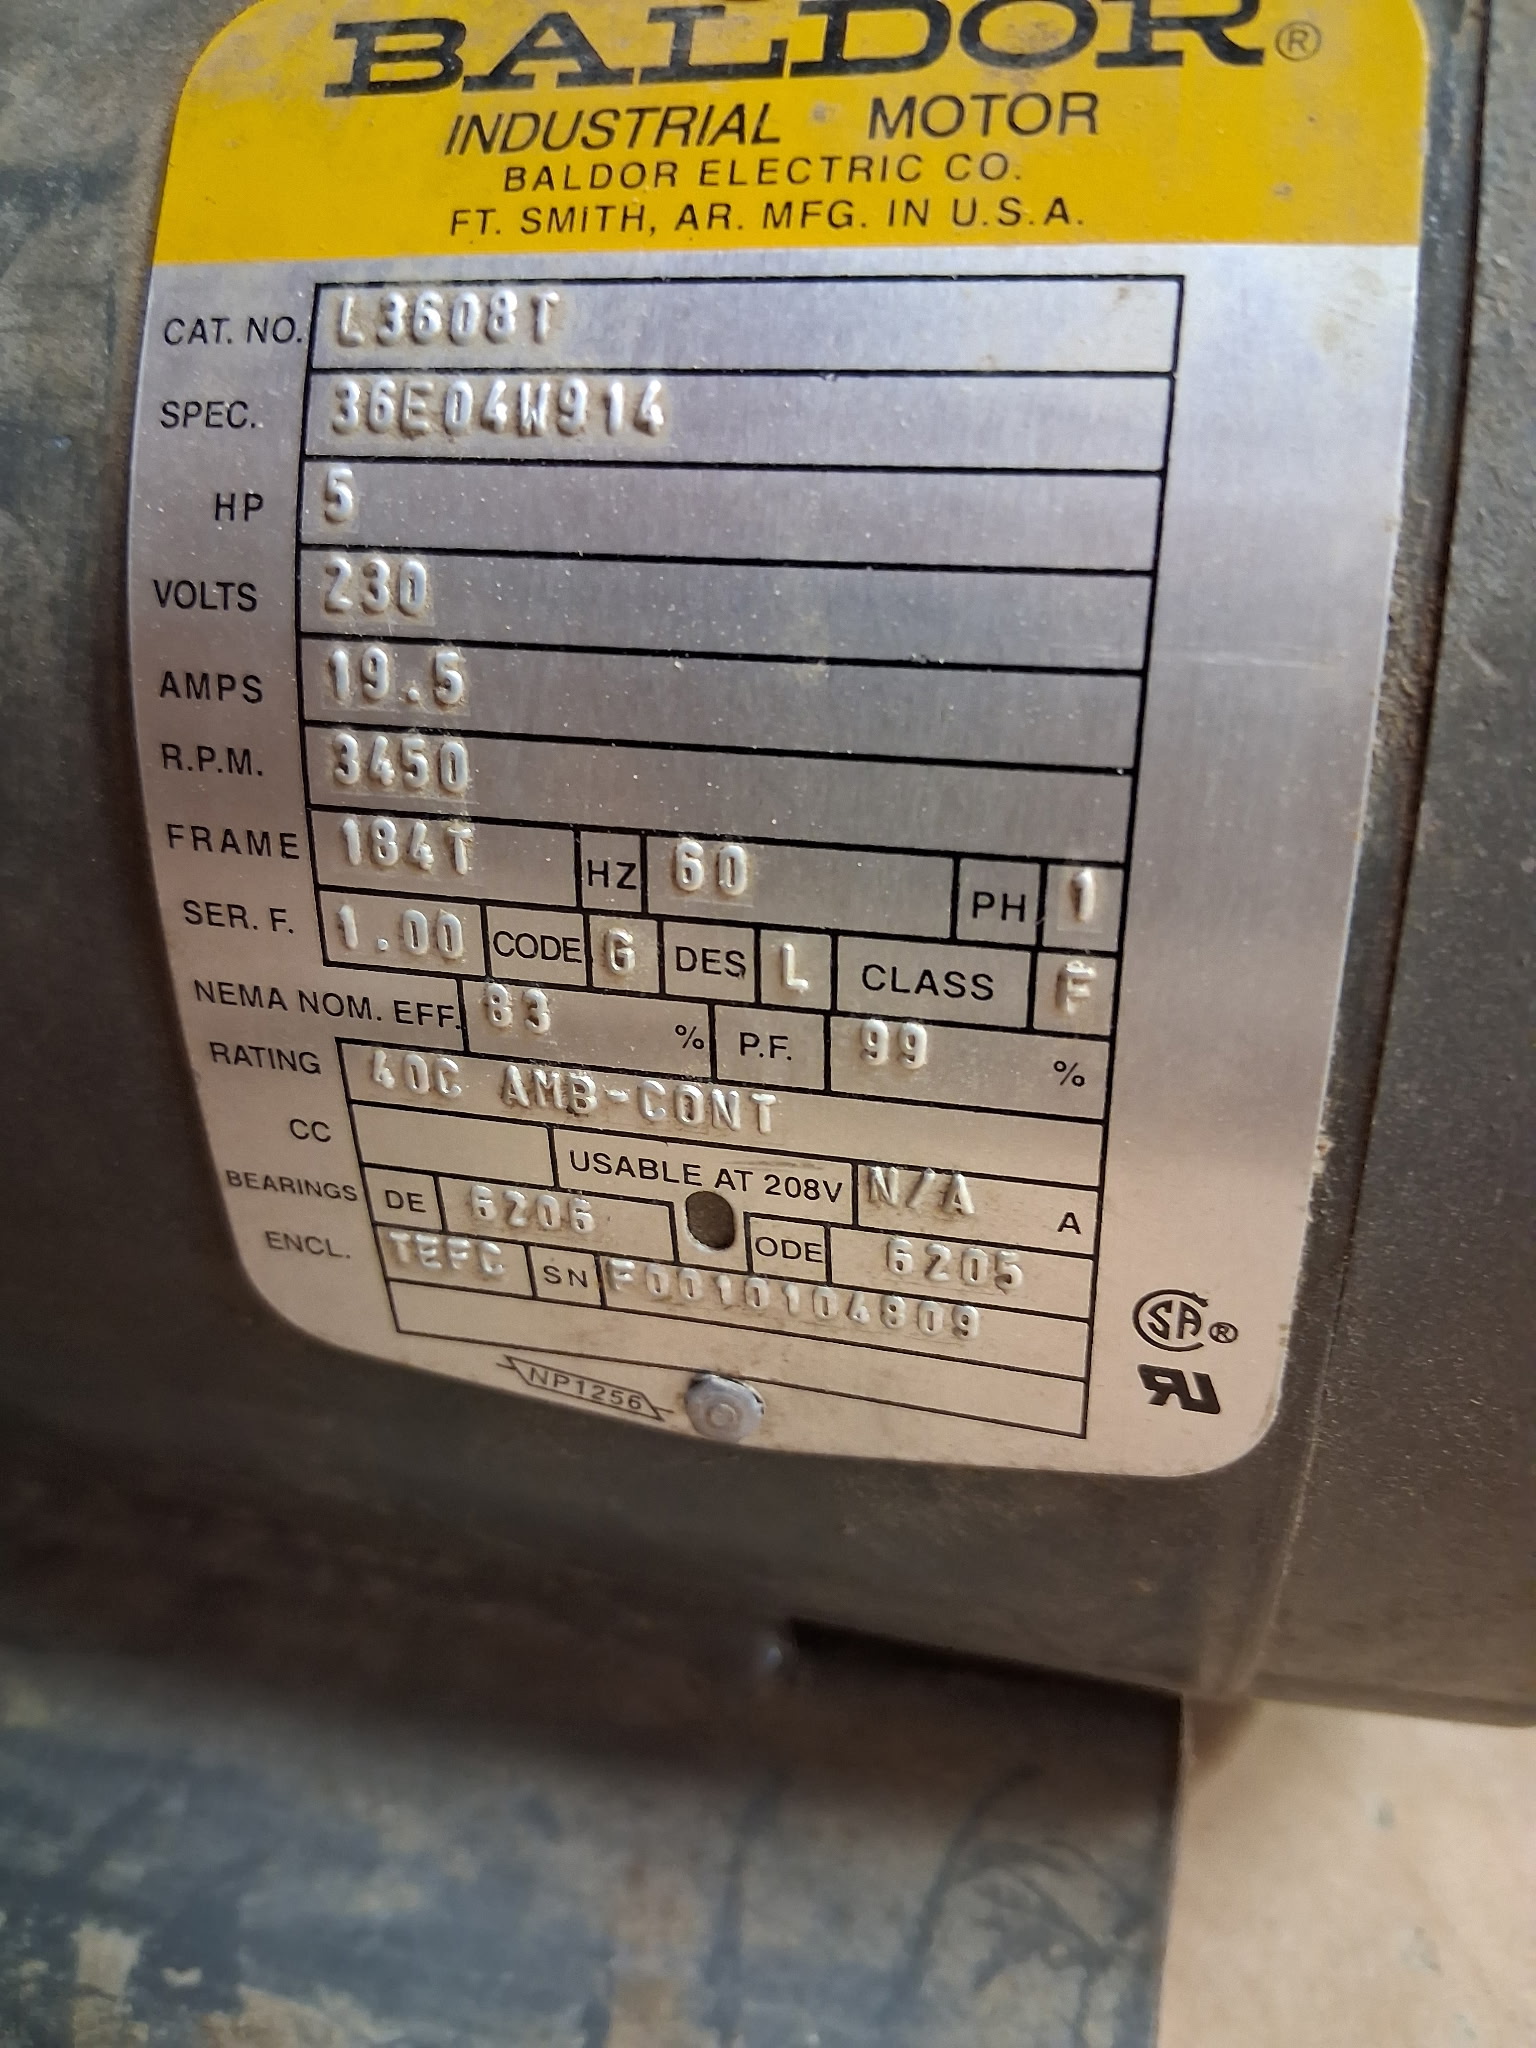 BALDOR®
INDUSTRIAL MOTOR
BALDOR ELECTRIC CO.
FT. SMITH, AR. MFG. IN U.S.A.
CAT. NO. L3608T
SPEC. 36E04W914
HP 5
VOLTS 230
AMPS 19.5
R.P.M. 3450
FRAME 184T HZ 60 PH 1
SER. F. 1.00 CODE G DES L CLASS F
NEMA NOM. EFF. 83 % P.F. 99 %
RATING 40C AMB-CONT
CC USABLE AT 208V N/A A
BEARINGS DE 6206 ODE 6205
ENCL. TEFC SN F0010104809
SA®
RU
NP1256